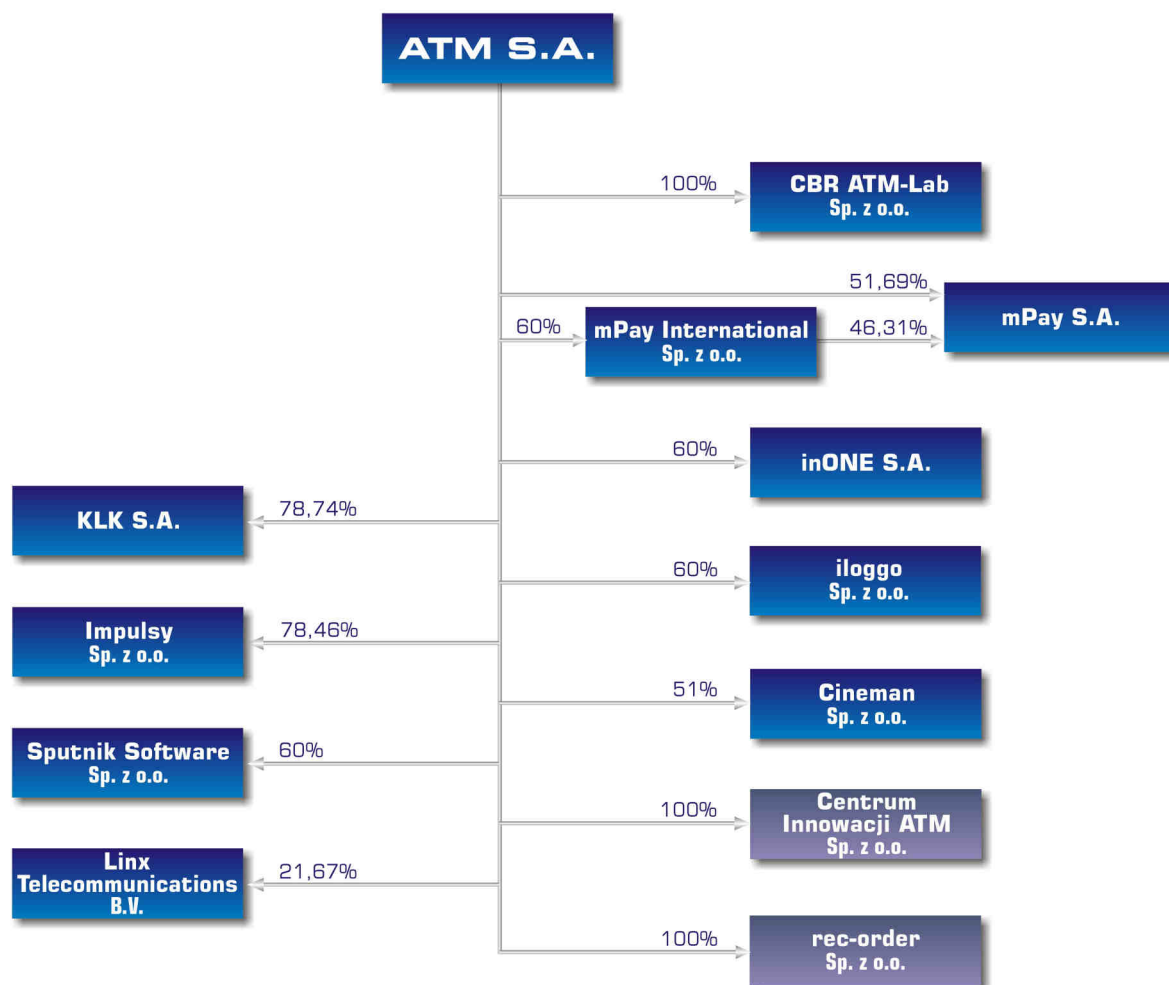 ATM S.A.
100%
CBR ATM-Lab
Sp. z o.o.
51,69%
mPay S.A.
60%
mPay International
Sp. z o.o.
46,31%
60%
inONE S.A.
KLK S.A.
78,74%
60%
iloggo
Sp. z o.o.
Impulsy
Sp. z o.o.
78,46%
51%
Cineman
Sp. z o.o.
Sputnik Software
Sp. z o.o.
60%
100%
Centrum
Innowacji ATM
Sp. z o.o.
Linx
Telecommunications
B.V.
21,67%
100%
rec-order
Sp. z o.o.